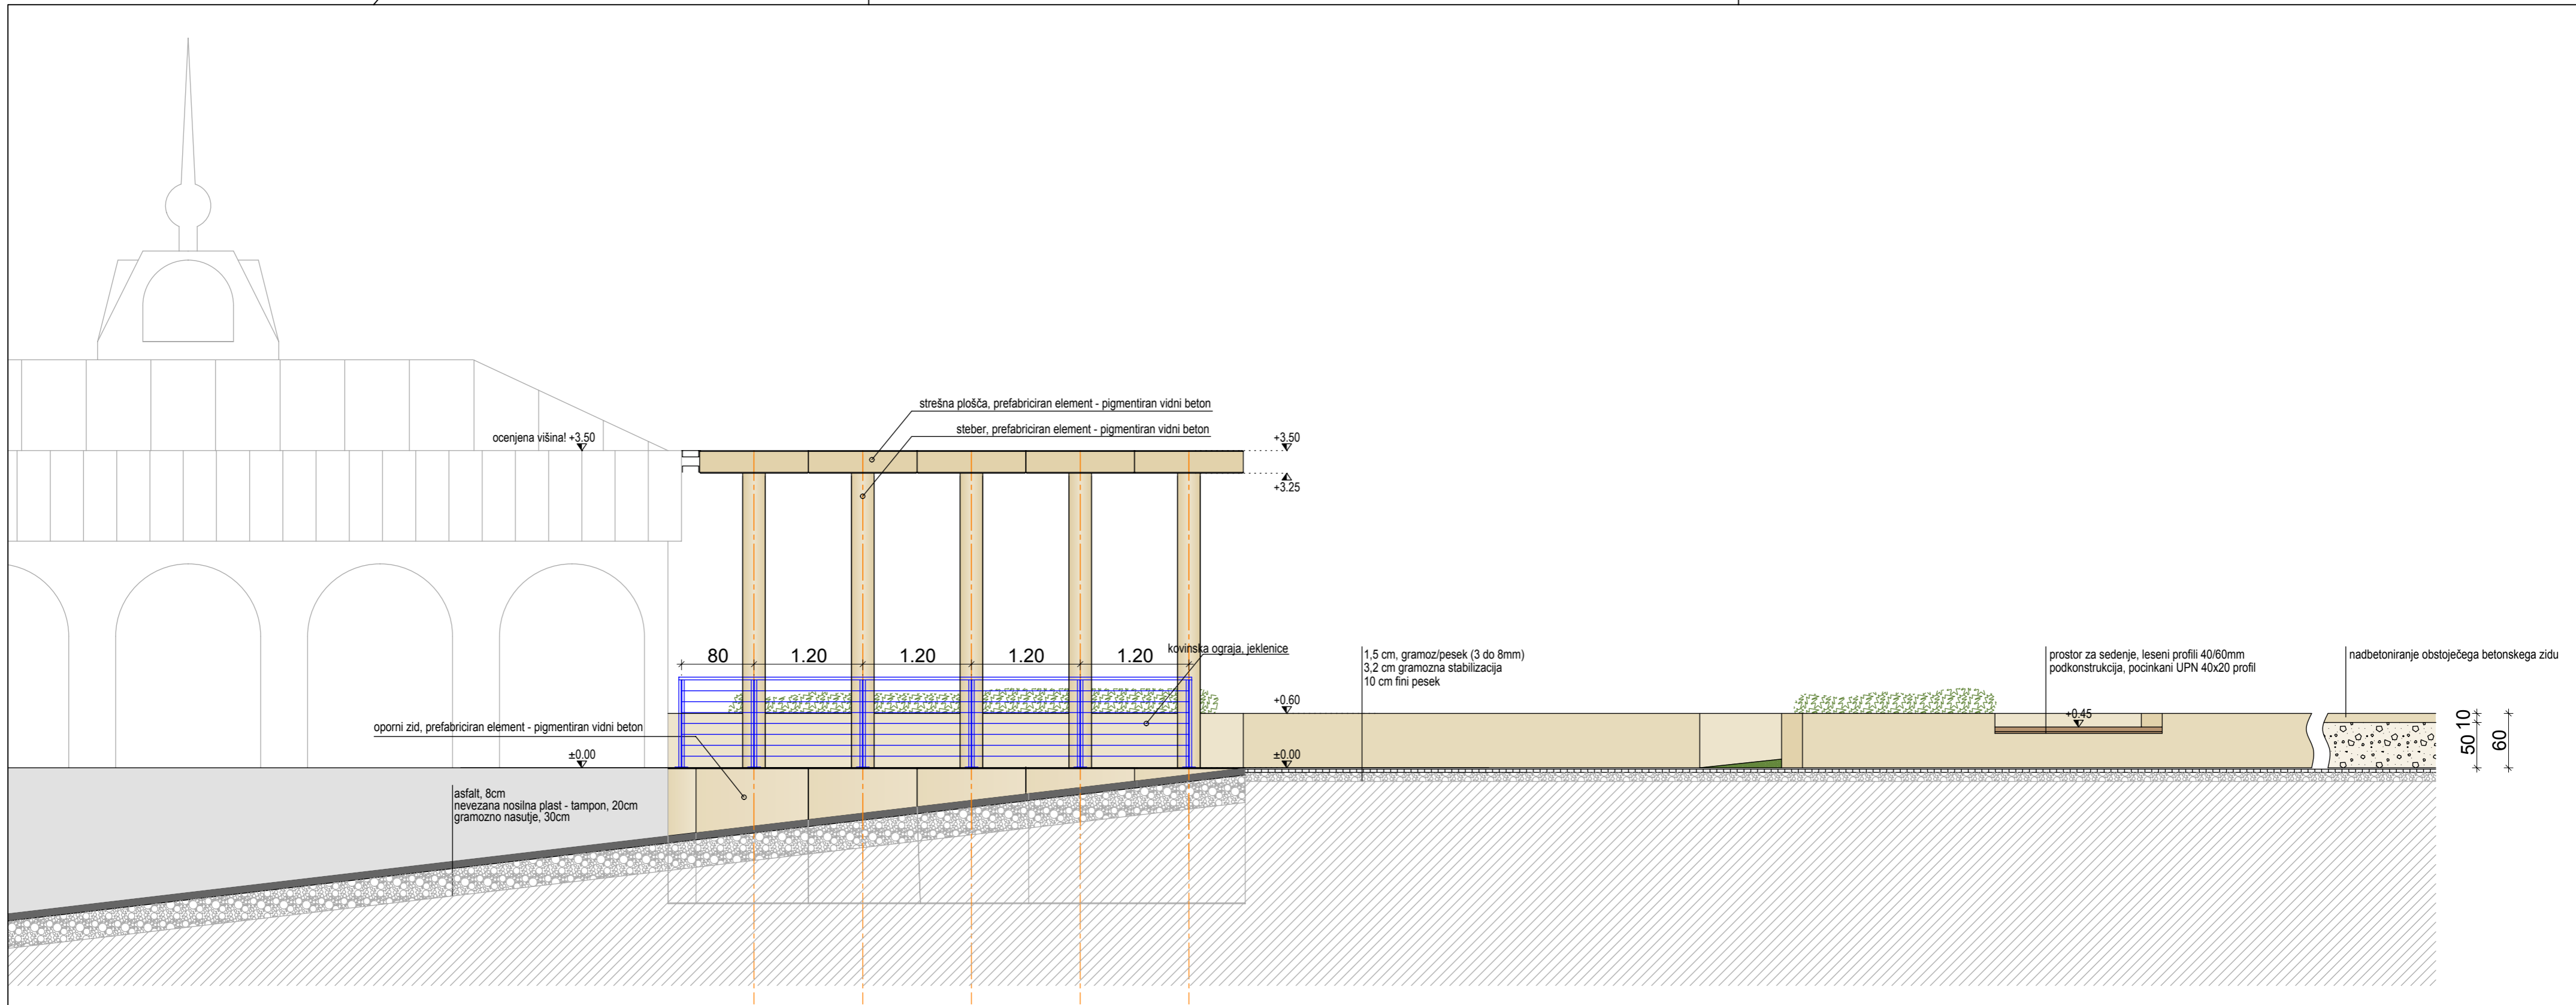 strešna plošča, prefabriciran element - pigmentiran vidni beton
steber, prefabriciran element - pigmentiran vidni beton
ocenjena višina! +3.50
+3.50
+3.25
80
1.20
1.20
1.20
1.20
kovinska ograja, jeklenice
1,5 cm, gramoz/pesek (3 do 8mm)
3,2 cm gramozna stabilizacija
10 cm fini pesek
prostor za sedenje, leseni profili 40/60mm
podkonstrukcija, pocinkani UPN 40x20 profil
nadbetoniranje obstoječega betonskega zidu
+0.60
+0.45
oporni zid, prefabriciran element - pigmentiran vidni beton
±0.00
±0.00
50 10
60
asfalt, 8cm
nevezana nosilna plast - tampon, 20cm
gramozno nasutje, 30cm